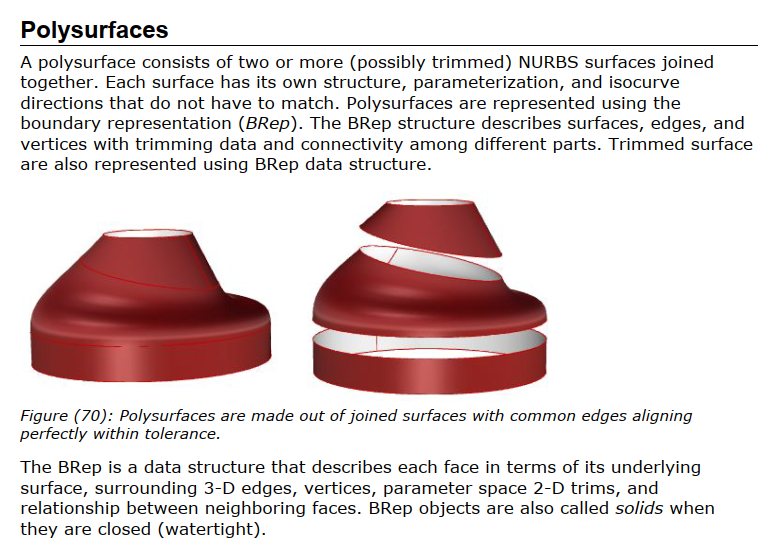 Polysurfaces
A polysurface consists of two or more (possibly trimmed) NURBS surfaces joined
together. Each surface has its own structure, parameterization, and isocurve
directions that do not have to match. Polysurfaces are represented using the
boundary representation (BRep). The BRep structure describes surfaces, edges, and
vertices with trimming data and connectivity among different parts. Trimmed surface
are also represented using BRep data structure.
Figure (70): Polysurfaces are made out of joined surfaces with common edges aligning
perfectly within tolerance.
The BRep is a data structure that describes each face in terms of its underlying
surface, surrounding 3-D edges, vertices, parameter space 2-D trims, and
relationship between neighboring faces. BRep objects are also called solids when
they are closed (watertight).